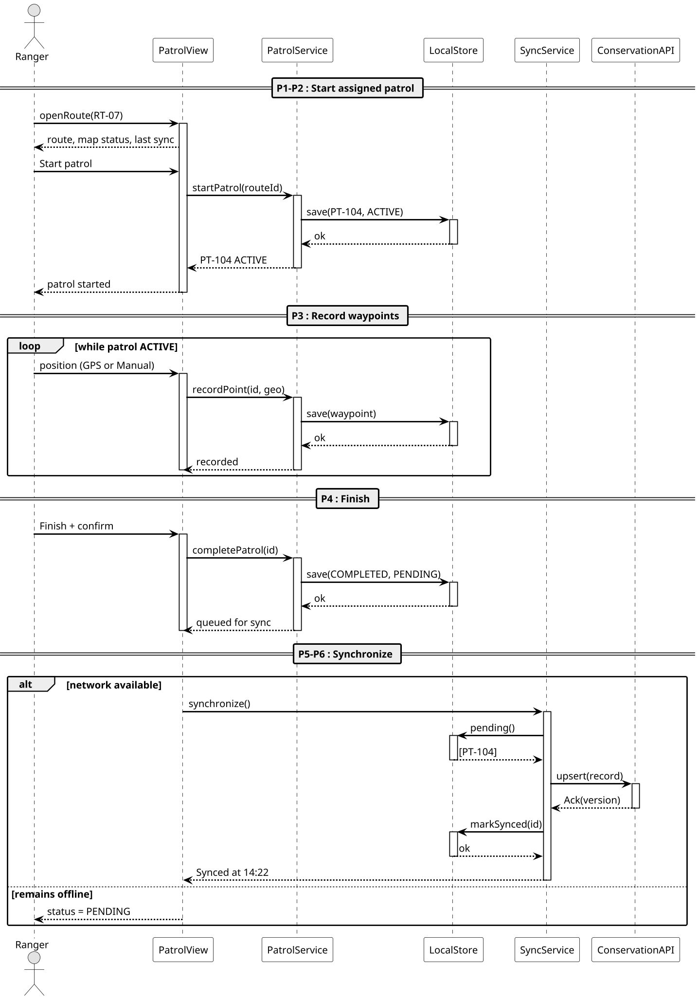 Ranger
PatrolView
PatrolService
LocalStore
SyncService
ConservationAPI
P1-P2 : Start assigned patrol
openRoute(RT-07)
route, map status, last sync
Start patrol
startPatrol(routeId)
save(PT-104, ACTIVE)
ok
PT-104 ACTIVE
patrol started
P3 : Record waypoints
loop [while patrol ACTIVE]
position (GPS or Manual)
recordPoint(id, geo)
save(waypoint)
ok
recorded
P4 : Finish
Finish + confirm
completePatrol(id)
save(COMPLETED, PENDING)
ok
queued for sync
P5-P6 : Synchronize
alt [network available]
synchronize()
pending()
[PT-104]
upsert(record)
Ack(version)
markSynced(id)
ok
Synced at 14:22
[remains offline]
status = PENDING
Ranger
PatrolView
PatrolService
LocalStore
SyncService
ConservationAPI